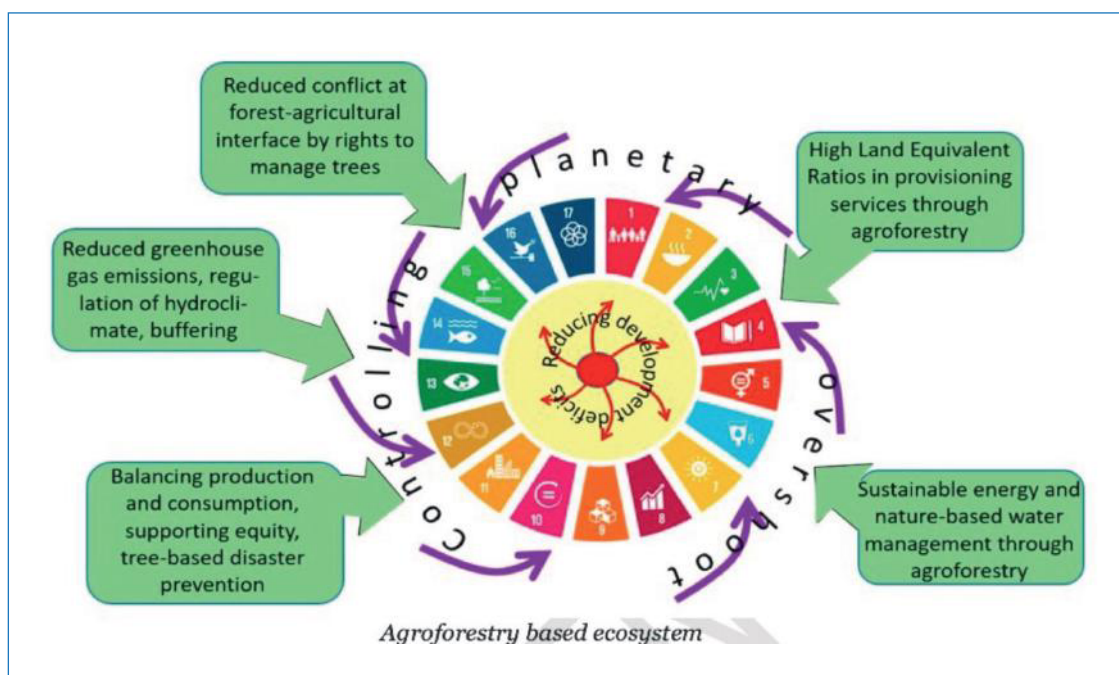 Reduced conflict at
forest-agricultural
interface by rights to
manage trees
High Land Equivalent
Ratios in provisioning
services through
agroforestry
Reduced greenhouse
gas emissions, regu-
lation of hydrocli-
mate, buffering
Balancing production
and consumption,
supporting equity,
tree-based disaster
prevention
Sustainable energy and
nature-based water
management through
agroforestry
Controlling planetary overshoot
1
2
3
4
5
6
7
8
9
10
11
12
13
14
15
16
17
Reducing development deficits
Agroforestry based ecosystem